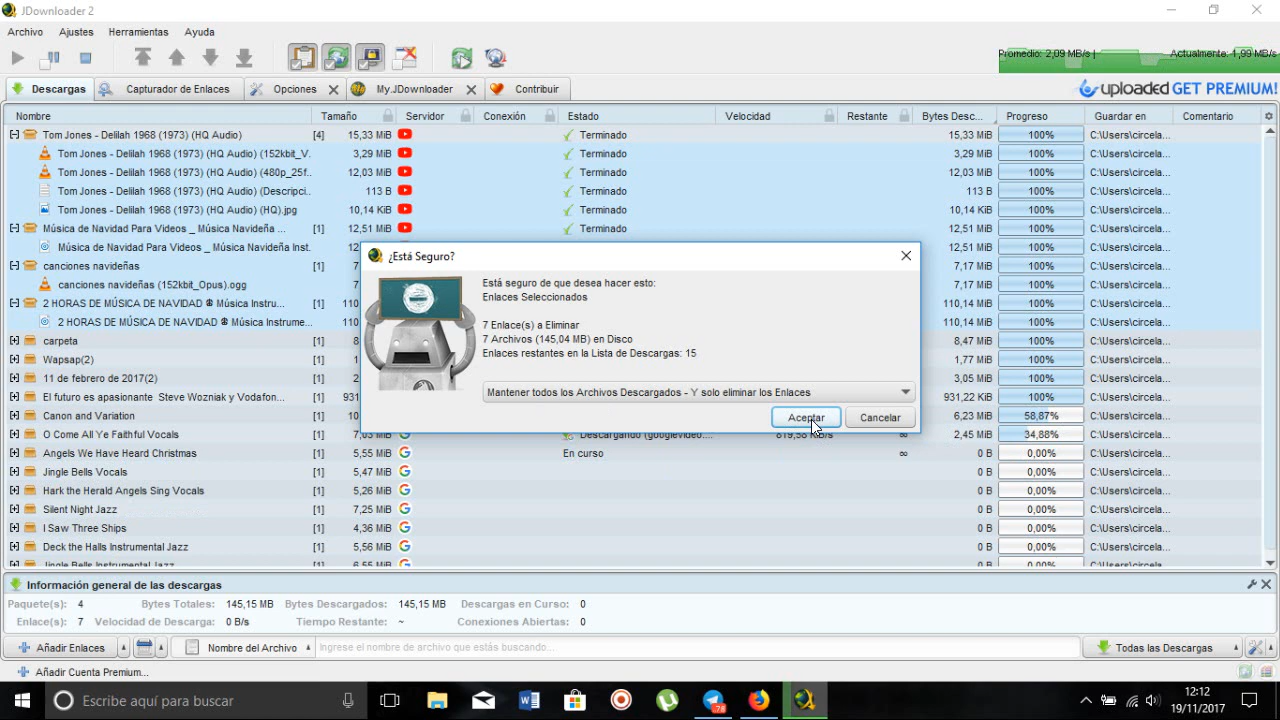 JDownloader 2
Archivo Ajustes Herramientas Ayuda
Promedio: 2,09 MB/s | Actualmente: 1,99 MB/s
Descargas Capturador de Enlaces Opciones My.JDownloader Contribuir
uploaded GET PREMIUM!
Nombre Tamaño Servidor Conexión Estado Velocidad Restante Bytes Desc... Progreso Guardar en Comentario
Tom Jones - Delilah 1968 (1973) (HQ Audio) [4] 15,33 MiB Terminado 15,33 MiB 100% C:\Users\circela...
Tom Jones - Delilah 1968 (1973) (HQ Audio) (152kbit_V. 3,29 MiB Terminado 3,29 MiB 100% C:\Users\circela...
Tom Jones - Delilah 1968 (1973) (HQ Audio) (480p_25f... 12,03 MiB Terminado 12,03 MiB 100% C:\Users\circela...
Tom Jones - Delilah 1968 (1973) (HQ Audio) (Descripci.. 113 B Terminado 113 B 100% C:\Users\circela...
Tom Jones - Delilah 1968 (1973) (HQ Audio) (HQ).jpg 10,14 KiB Terminado 10,14 KiB 100% C:\Users\circela...
Música de Navidad Para Videos _ Música Navideña ... [1] 12,51 MiB Terminado 12,51 MiB 100% C:\Users\circela...
Música de Navidad Para Videos _ Música Navideña Inst. 12,51 MiB 100% C:\Users\circela...
canciones navideñas [1] 7,17 MiB 100% C:\Users\circela...
canciones navideñas (152kbit_Opus).ogg 7,17 MiB 100% C:\Users\circela...
2 HORAS DE MÚSICA DE NAVIDAD Música Instru... [1] 110 110,14 MiB 100% C:\Users\circela...
2 HORAS DE MÚSICA DE NAVIDAD Música Instrume... 110 110,14 MiB 100% C:\Users\circela...
carpeta [1] 8 8,47 MiB 100% C:\Users\circela...
Wapsap(2) [1] 1 1,77 MiB 100% C:\Users\circela...
11 de febrero de 2017(2) [1] 3 3,05 MiB 100% C:\Users\circela...
El futuro es apasionante Steve Wozniak y Vodafon... [1] 931 931,22 KiB 100% C:\Users\circela...
Canon and Variation [1] 6,23 MiB 58,87% C:\Users\circela...
O Come All Ye Faithful Vocals [1] 7,03 MiB Descargando (googlevideo.... 819,58 kB/s ∞ 2,45 MiB 34,88% C:\Users\circela...
Angels We Have Heard Christmas [1] 5,55 MiB En curso ∞ 0 B 0,00% C:\Users\circela...
Jingle Bells Vocals [1] 5,47 MiB 0 B 0,00% C:\Users\circela...
Hark the Herald Angels Sing Vocals [1] 5,26 MiB 0 B 0,00% C:\Users\circela...
Silent Night Jazz [1] 7,25 MiB 0 B 0,00% C:\Users\circela...
I Saw Three Ships [1] 4,36 MiB 0 B 0,00% C:\Users\circela...
Deck the Halls Instrumental Jazz [1] 5,56 MiB 0 B 0,00% C:\Users\circela...
Jingle Bells Instrumental Jazz [1] 6,55 MiB 0 B 0,00% C:\Users\circela...
¿Está Seguro?
Está seguro de que desea hacer esto:
Enlaces Seleccionados
7 Enlace(s) a Eliminar
7 Archivos (145,04 MB) en Disco
Enlaces restantes en la Lista de Descargas: 15
Mantener todos los Archivos Descargados - Y solo eliminar los Enlaces
Aceptar Cancelar
Información general de las descargas
Paquete(s): 4 Bytes Totales: 145,15 MB Bytes Descargados: 145,15 MB Descargas en Curso: 0
Enlace(s): 7 Velocidad de Descarga: 0 B/s Tiempo Restante: ~ Conexiones Abiertas: 0
Añadir Enlaces Nombre del Archivo Ingrese el nombre de archivo que estás buscando... Todas las Descargas
Añadir Cuenta Premium...
Escribe aquí para buscar
78
12:12
19/11/2017